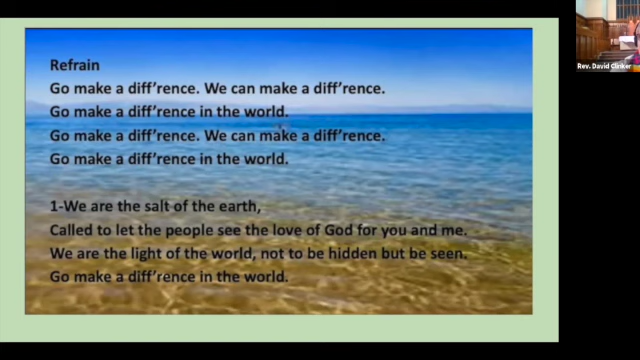 Refrain
Go make a diff'rence. We can make a diff'rence.
Go make a diff'rence in the world.
Go make a diff'rence. We can make a diff'rence.
Go make a diff'rence in the world.
1-We are the salt of the earth,
Called to let the people see the love of God for you and me.
We are the light of the world, not to be hidden but be seen.
Go make a diff'rence in the world.
Rev. David Clinker